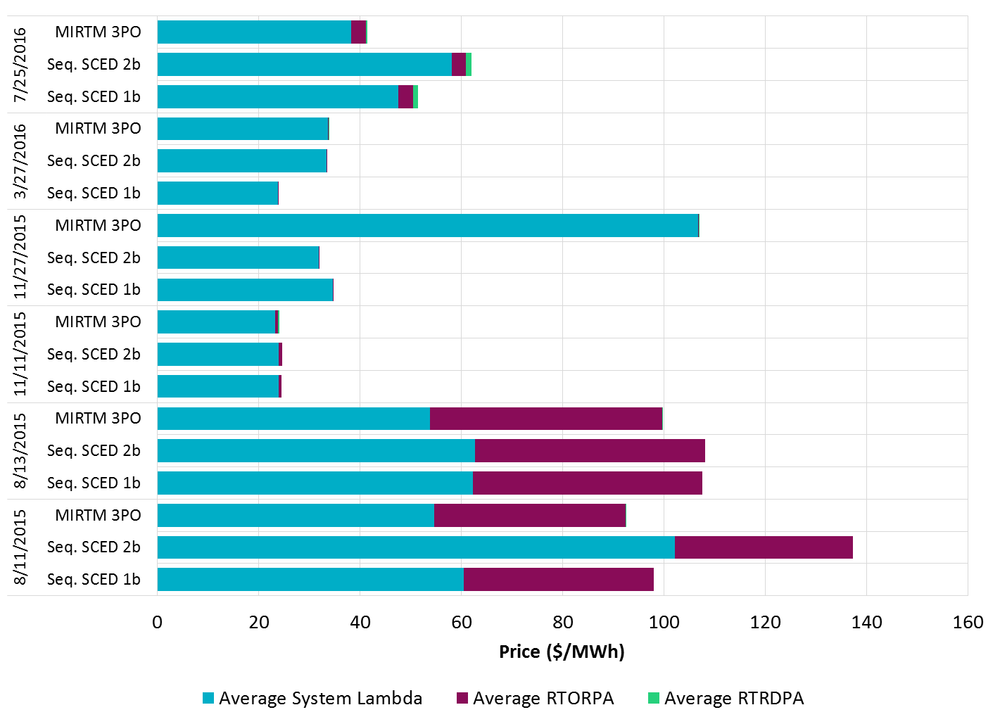 7/25/2016
MIRTM 3PO
Seq. SCED 2b
Seq. SCED 1b
3/27/2016
MIRTM 3PO
Seq. SCED 2b
Seq. SCED 1b
11/27/2015
MIRTM 3PO
Seq. SCED 2b
Seq. SCED 1b
11/11/2015
MIRTM 3PO
Seq. SCED 2b
Seq. SCED 1b
8/13/2015
MIRTM 3PO
Seq. SCED 2b
Seq. SCED 1b
8/11/2015
MIRTM 3PO
Seq. SCED 2b
Seq. SCED 1b
0 20 40 60 80 100 120 140 160
Price ($/MWh)
Average System Lambda Average RTORPA Average RTRDPA